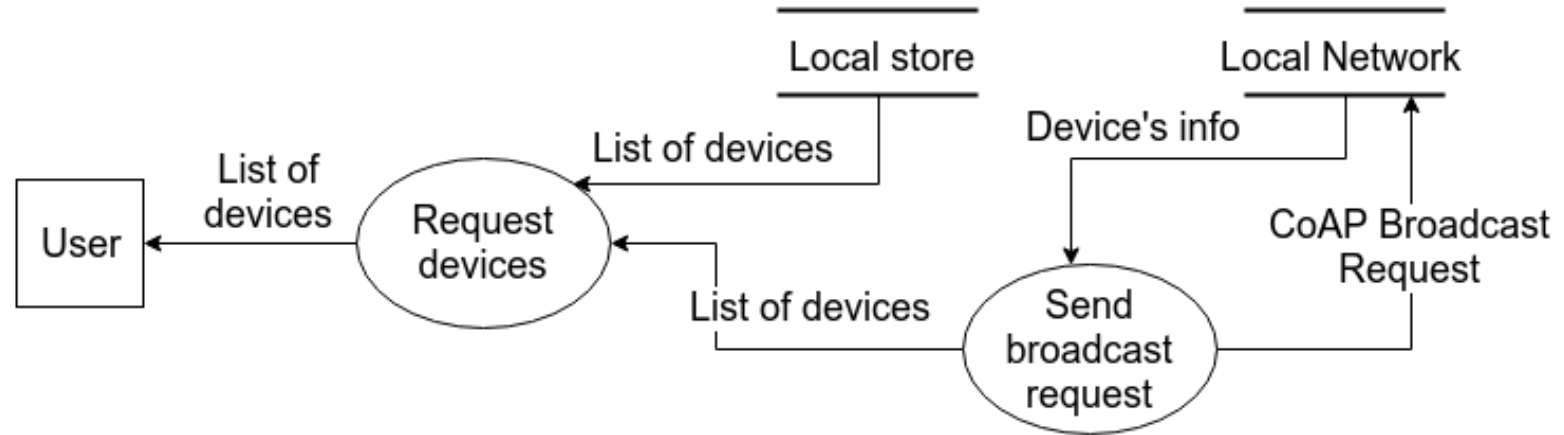 Local store
Local Network
Device's info
List of devices
List of
devices
User
Request
devices
CoAP Broadcast
Request
List of devices
Send
broadcast
request